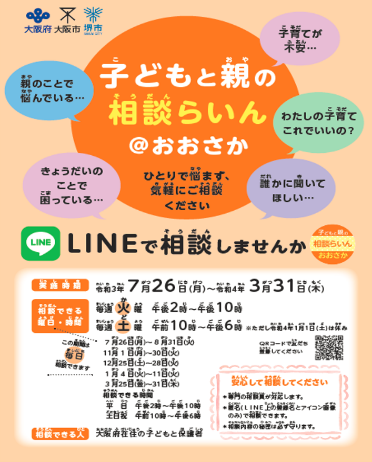 大阪府 大阪市 堺市
子育てが
不安…
親のことで
悩んでいる…
子どもと親の
相談らいん
@おおさか
わたしの子育て
これでいいの？
きょうだいの
ことで
困っている…
ひとりで悩まず、
気軽にご相談
ください
誰かに聞いて
ほしい…
LINE
LINEで相談しませんか
子どもと親の
相談らいん
おおさか
実施時期
令和3年 7月26日(月)～令和4年 3月31日(木)
相談できる
曜日・時間
毎週 火 曜 午後2時～午後10時
毎週 土 曜 午前10時～午後6時
※ただし令和4年1月1日(土)は休み
この期間は
毎日
相談できます
7月26日(月)～8月31日(火)
11月1日(月)～30日(火)
12月25日(土)～28日(火)
1月4日(火)～11日(火)
3月25日(金)～31日(木)
相談できる時間
平日 午後2時～午後10時
土日祝 午前10時～午後6時
QRコードで友だち
登録してください
安心して相談してください
●専門の相談員が対応します。
●匿名(LINE上の登録名とアイコン画像
のみ)で相談できます。
●相談内容の秘密は必ず守ります。
相談できる人
大阪府在住の子どもと保護者